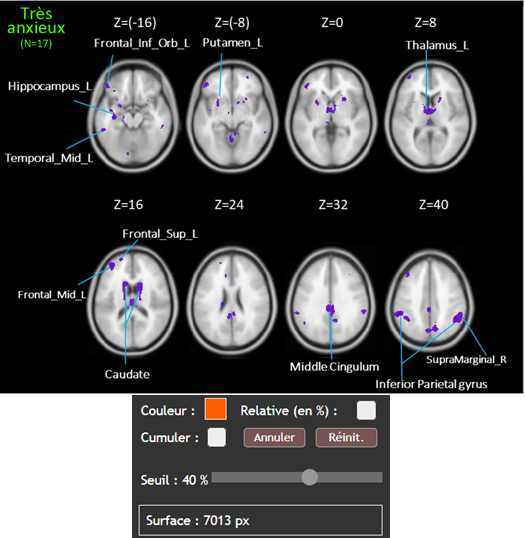 Très
anxieux
(N=17)
Z=(-16) Z=(-8) Z=0 Z=8
Frontal_Inf_Orb_L Putamen_L Thalamus_L
Hippocampus_L
Temporal_Mid_L
Z=16 Z=24 Z=32 Z=40
Frontal_Sup_L
Frontal_Mid_L
Caudate
Middle Cingulum
SupraMarginal_R
Inferior Parietal gyrus
Couleur : Relative (en %) :
Cumuler : Annuler Réinit.
Seuil : 40 %
Surface : 7013 px